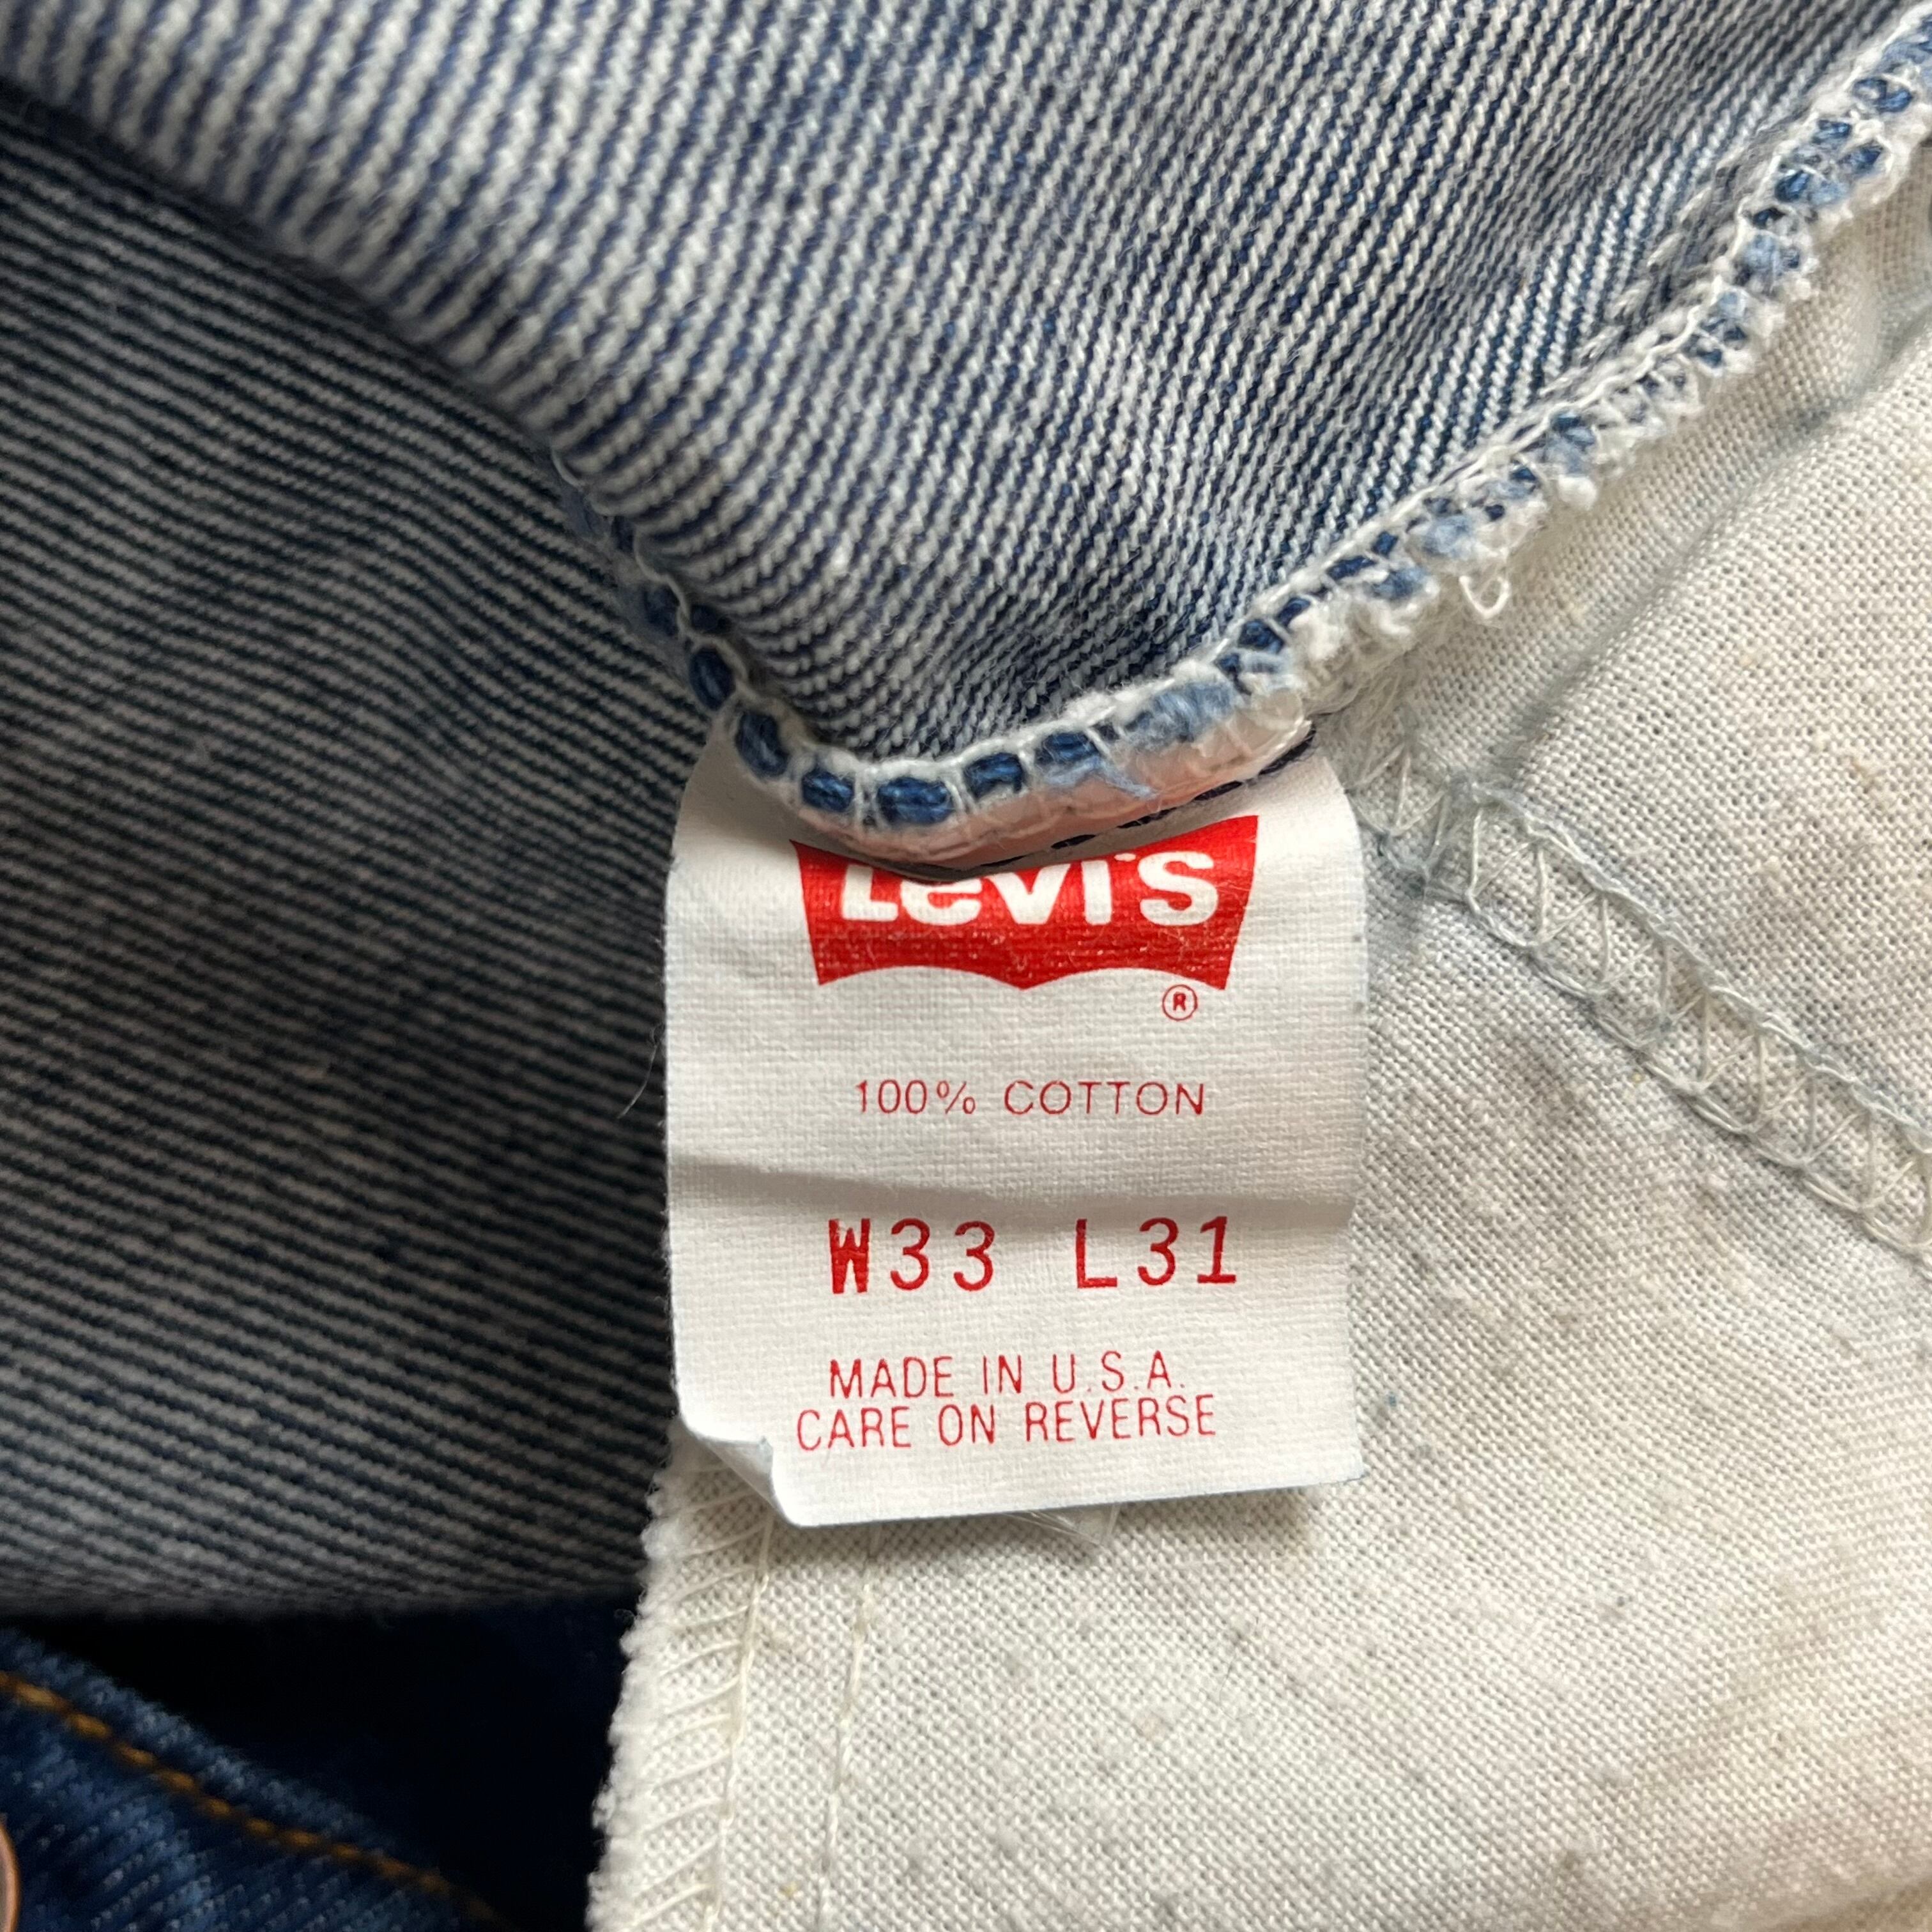 Levi's
®
100% COTTON
W33 L31
MADE IN U.S.A.
CARE ON REVERSE